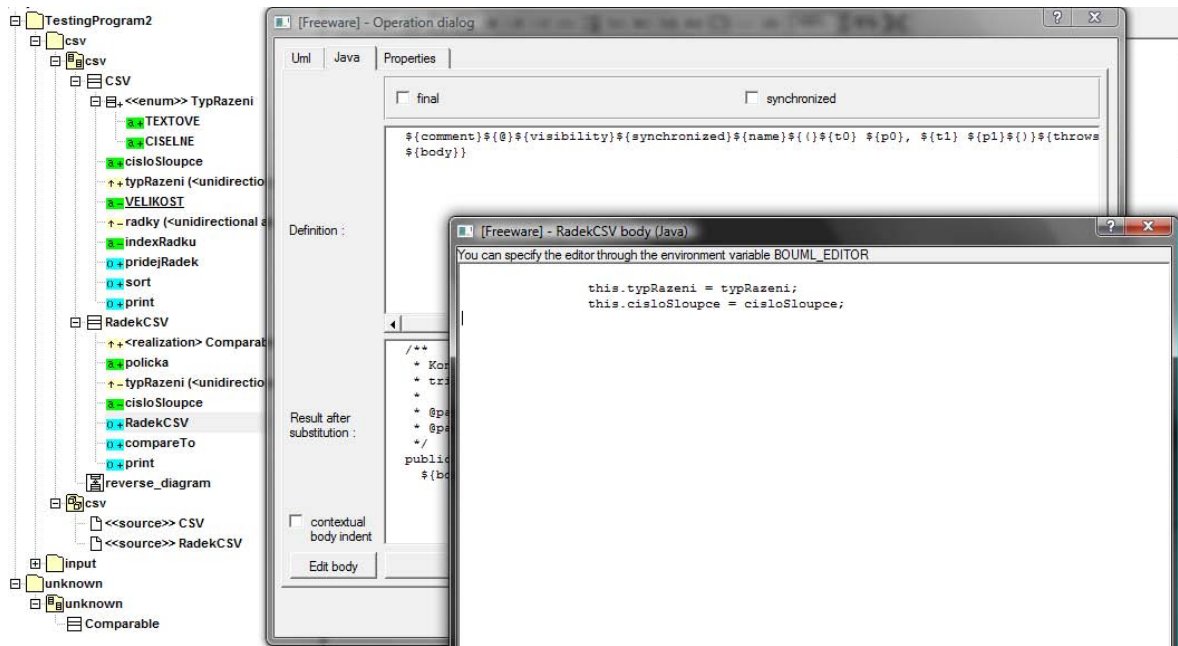 TestingProgram2
csv
csv
CSV
<<enum>> TypRazeni
TEXTOVE
CISELNE
cisloSloupce
typRazeni (<unidirectio
VELIKOST
radky (<unidirectional a
indexRadku
pridejRadek
sort
print
RadekCSV
<realization> Comparab
policka
typRazeni (<unidirectio
cisloSloupce
RadekCSV
compareTo
print
reverse_diagram
csv
<<source>> CSV
<<source>> RadekCSV
input
unknown
unknown
Comparable
[Freeware] - Operation dialog
Uml Java Properties
final synchronized
Definition :
${comment}${@}${visibility}${synchronized}${name}${(}${t0} ${p0}, ${t1} ${p1}${)}${throws
${body}}
Result after
substitution :
/**
* Kon
* tri
*
* @pa
* @pa
*/
public
${bo
contextual
body indent
Edit body
[Freeware] - RadekCSV body (Java)
You can specify the editor through the environment variable BOUML_EDITOR
this.typRazeni = typRazeni;
this.cisloSloupce = cisloSloupce;